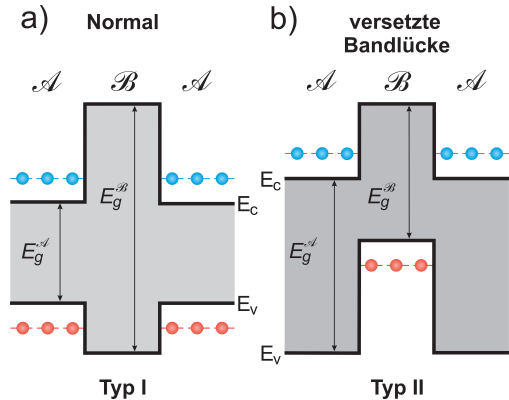 a)
Normal
𝒜 ℬ 𝒜
E_g^ℬ
E_c
E_g^𝒜
E_v
Typ I
b)
versetzte
Bandlücke
𝒜 ℬ 𝒜
E_c
E_g^ℬ
E_g^𝒜
E_v
Typ II